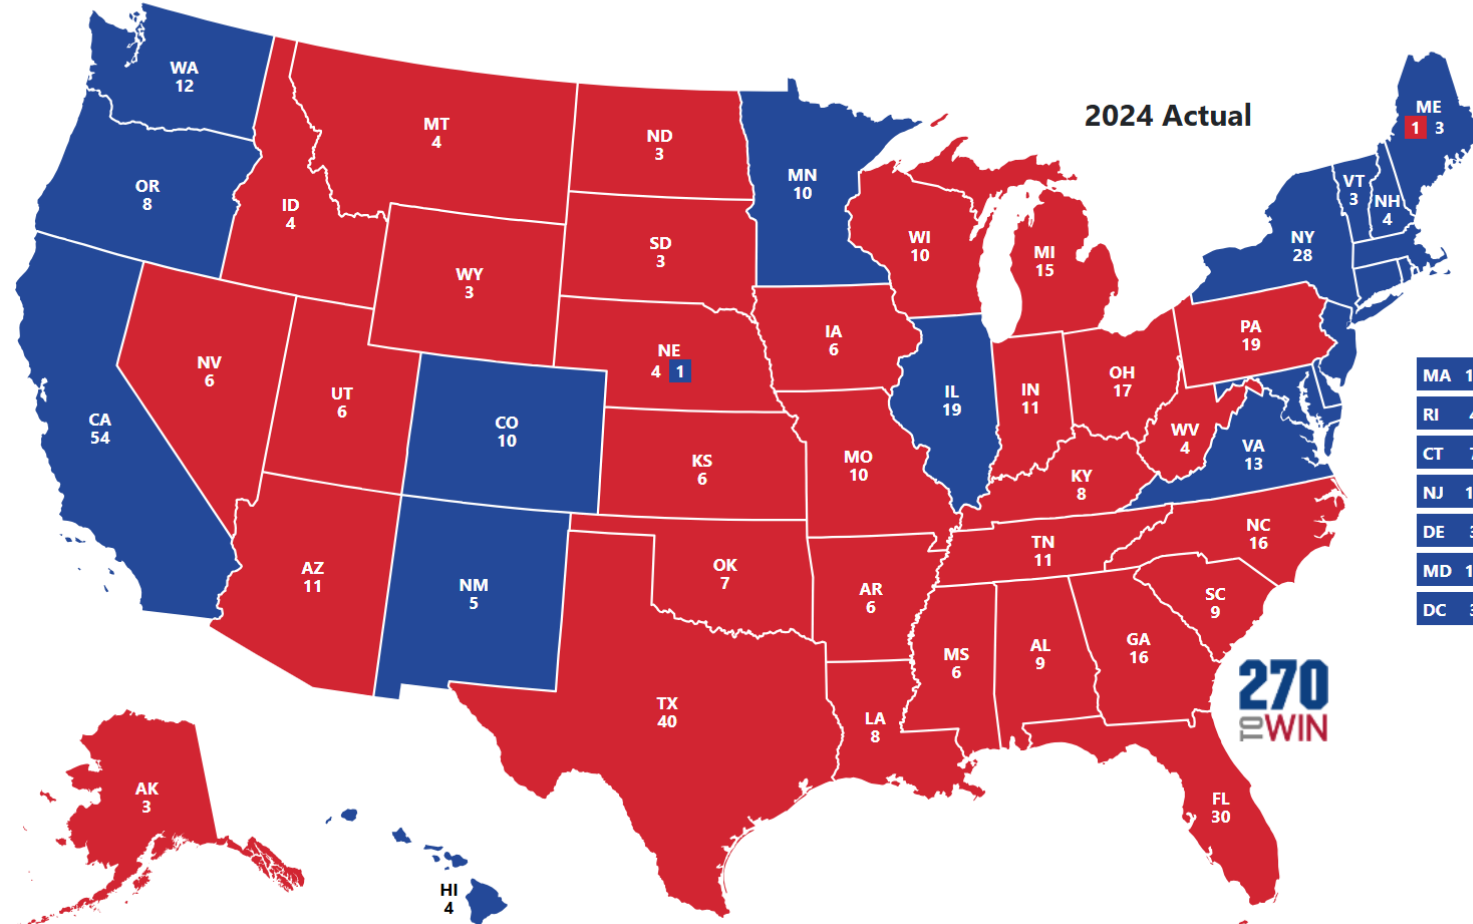 2024 Actual
WA
12
OR
8
CA
54
NV
6
ID
4
MT
4
WY
3
UT
6
AZ
11
CO
10
NM
5
ND
3
SD
3
NE
4 1
KS
6
OK
7
TX
40
MN
10
IA
6
MO
10
AR
6
LA
8
WI
10
IL
19
MI
15
IN
11
OH
17
KY
8
TN
11
MS
6
AL
9
GA
16
FL
30
SC
9
NC
16
VA
13
WV
4
PA
19
NY
28
VT
3
NH
4
ME
1 3
MA 1
RI
CT
NJ 1
DE
MD 1
DC
AK
3
HI
4
270
TO WIN